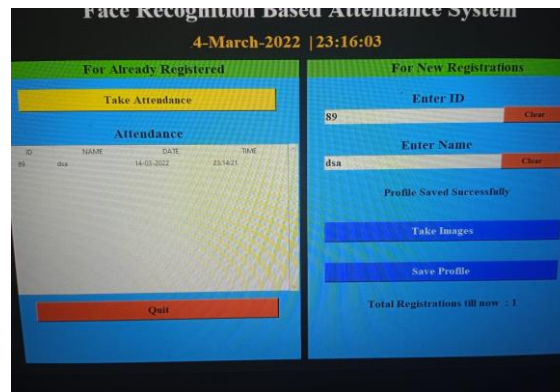 Face Recognition Based Attendance System
4-March-2022 | 23:16:03
For Already Registered
Take Attendance
Attendance
ID NAME DATE TIME
89 dsa 14-03-2022 23:14:21
Quit
For New Registrations
Enter ID
89 Clear
Enter Name
dsa Clear
Profile Saved Successfully
Take Images
Save Profile
Total Registrations till now : 1